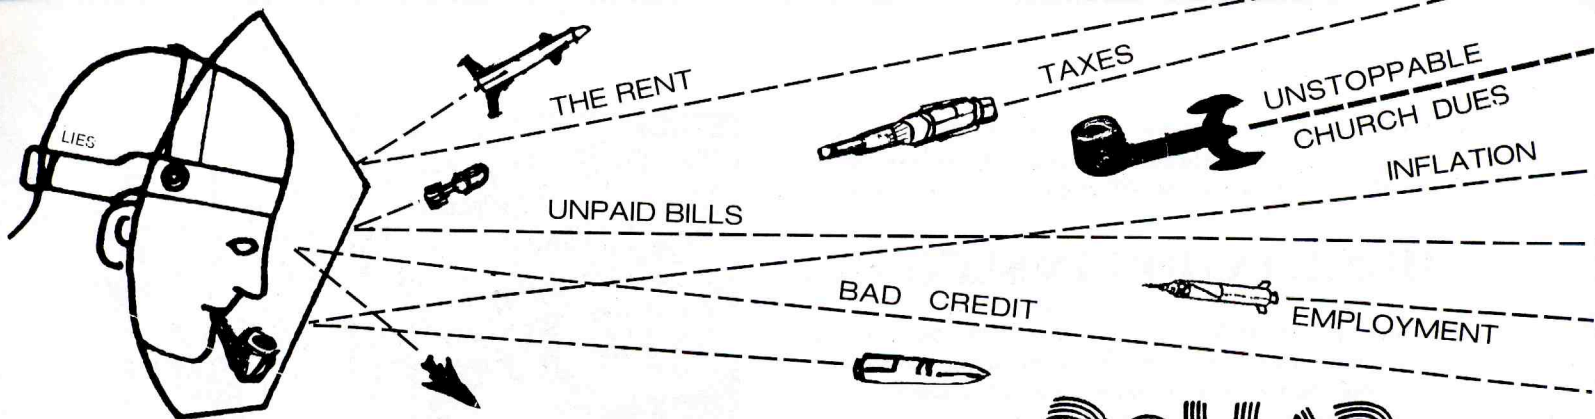 LIES
THE RENT
TAXES
UNSTOPPABLE
CHURCH DUES
INFLATION
UNPAID BILLS
BAD CREDIT
EMPLOYMENT